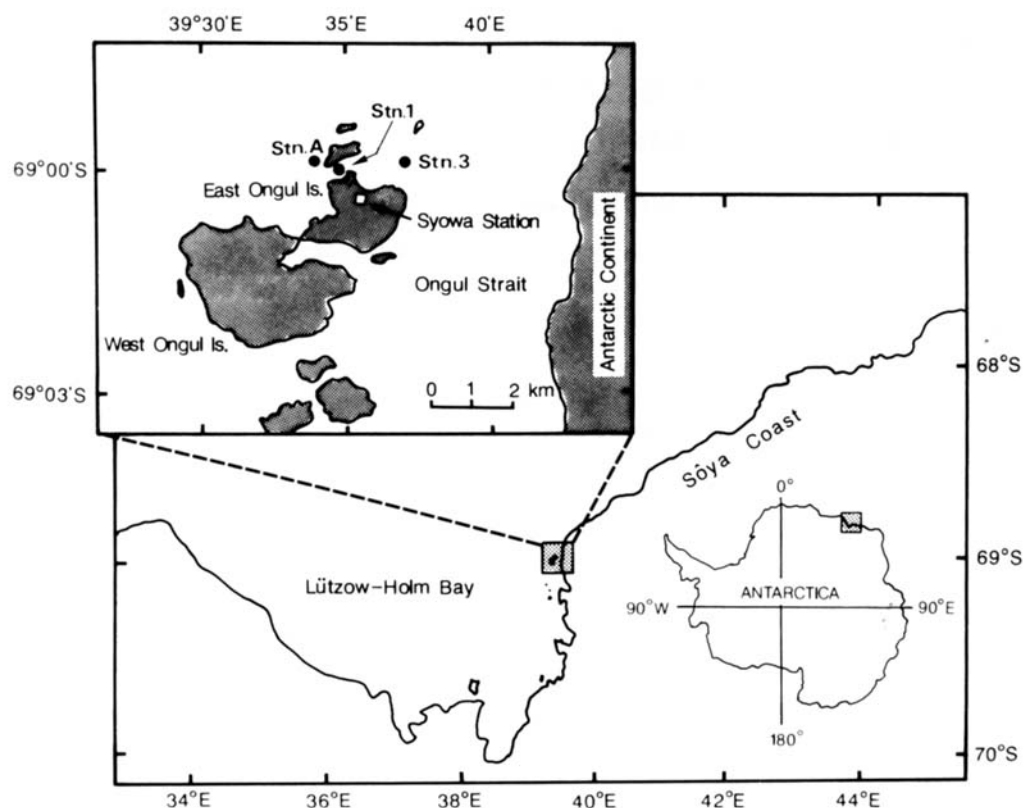 39°30'E 35'E 40'E
Stn.1
Stn.A
Stn.3
69°00'S
East Ongul Is.
Syowa Station
Ongul Strait
Antarctic Continent
West Ongul Is.
69°03'S
0 1 2 km
68°S
Sôya Coast
0°
69°S
Lützow-Holm Bay
ANTARCTICA
90°W
90°E
180°
70°S
34°E 36°E 38°E 40°E 42°E 44°E